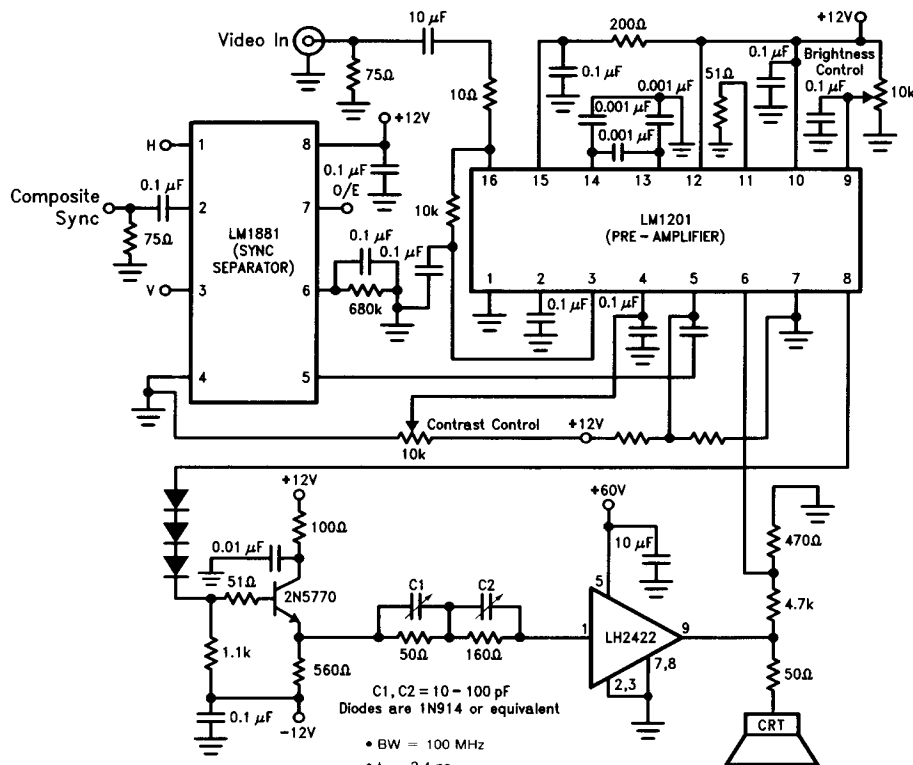 Video In
10 μF
75Ω
10Ω
200Ω
+12V
0.1 μF
0.001 μF
0.001 μF
0.001 μF
51Ω
0.1 μF
Brightness
Control
0.1 μF
10k
+12V
0.1 μF
O/E
H
1
8
Composite
Sync
0.1 μF
2
7
75Ω
LM1881
(SYNC
SEPARATOR)
V
3
6
4
5
10k
0.1 μF
0.1 μF
680k
16
15
14
13
12
11
10
9
LM1201
(PRE-AMPLIFIER)
1
2
3
4
5
6
7
8
0.1 μF
0.1 μF
Contrast Control
10k
+12V
+12V
100Ω
0.01 μF
51Ω
2N5770
1.1k
560Ω
0.1 μF
-12V
C1
C2
50Ω
160Ω
C1, C2 = 10 - 100 pF
Diodes are 1N914 or equivalent
• BW = 100 MHz
+60V
10 μF
5
1
LH2422
9
7,8
2,3
470Ω
4.7k
50Ω
CRT